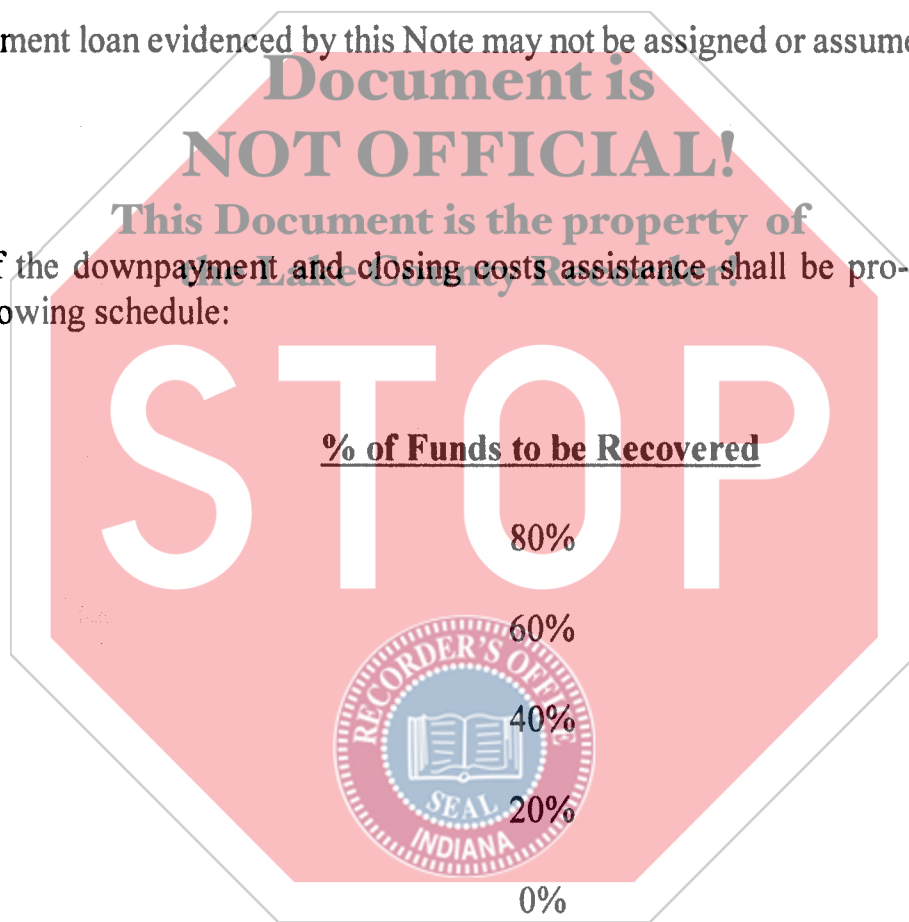 ment loan evidenced by this Note may not be assigned or assume
Document is
NOT OFFICIAL!
This Document is the property of
f the downpayment and closing costs assistance shall be pro-
the Lake County Recorder!
owing schedule:
STOP
% of Funds to be Recovered
80%
60%
RECORDER'S OFFICE
40%
SEAL
20%
INDIANA
0%